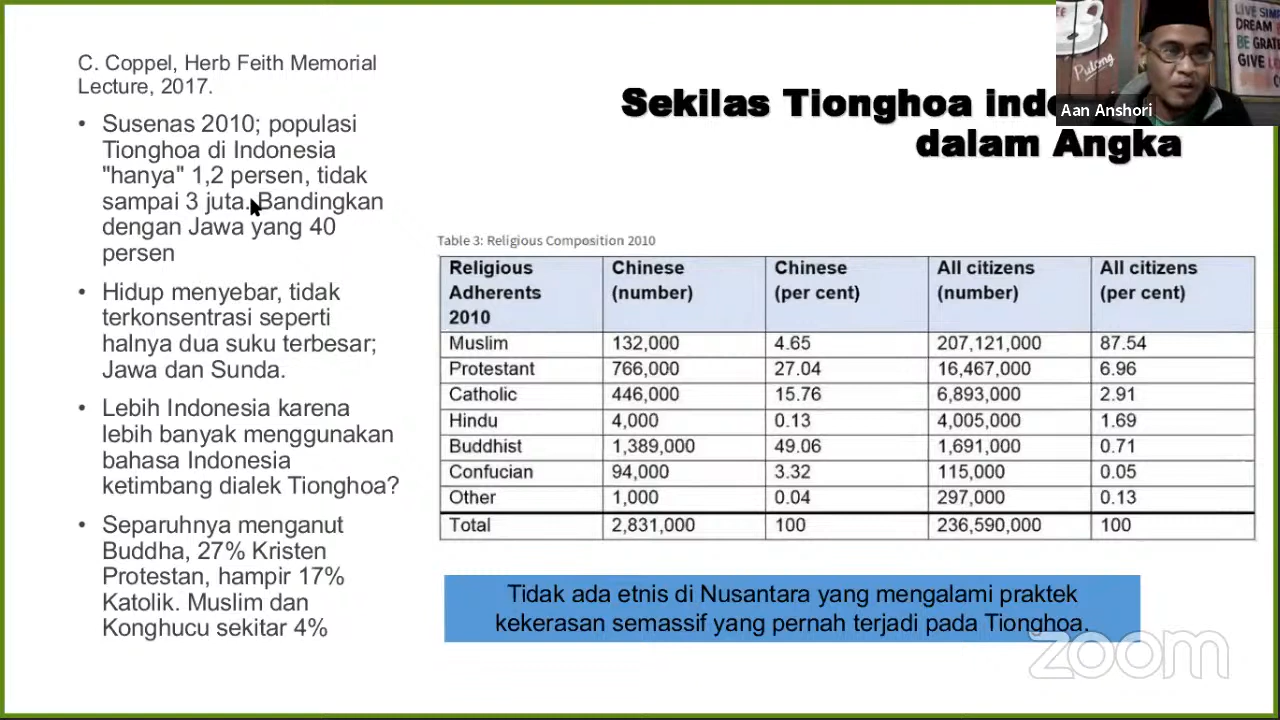 C. Coppel, Herb Feith Memorial
Lecture, 2017.
• Susenas 2010; populasi
Tionghoa di Indonesia
"hanya" 1,2 persen, tidak
sampai 3 juta. Bandingkan
dengan Jawa yang 40
persen
• Hidup menyebar, tidak
terkonsentrasi seperti
halnya dua suku terbesar;
Jawa dan Sunda.
• Lebih Indonesia karena
lebih banyak menggunakan
bahasa Indonesia
ketimbang dialek Tionghoa?
• Separuhnya menganut
Buddha, 27% Kristen
Protestan, hampir 17%
Katolik. Muslim dan
Konghucu sekitar 4%
Sekilas Tionghoa
dalam Angka
Table 3: Religious Composition 2010
Religious Adherents 2010 Chinese (number) Chinese (per cent) All citizens (number) All citizens (per cent)
Muslim 132,000 4.65 207,121,000 87.54
Protestant 766,000 27.04 16,467,000 6.96
Catholic 446,000 15.76 6,893,000 2.91
Hindu 4,000 0.13 4,005,000 1.69
Buddhist 1,389,000 49.06 1,691,000 0.71
Confucian 94,000 3.32 115,000 0.05
Other 1,000 0.04 297,000 0.13
Total 2,831,000 100 236,590,000 100
Tidak ada etnis di Nusantara yang mengalami praktek
kekerasan semassif yang pernah terjadi pada Tionghoa.
zoom
Aan Anshori
Pulong
LIVE
DREAM
BE
GIVE